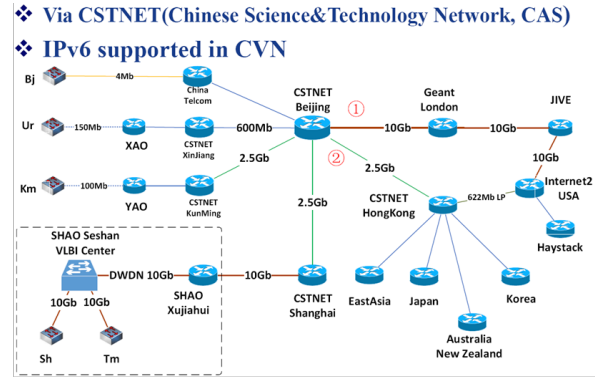 ❖ Via CSTNET(Chinese Science&Technology Network, CAS)
❖ IPv6 supported in CVN
Bj
4Mb
China
Telcom
Ur
150Mb
XAO
CSTNET
XinJiang
600Mb
CSTNET
Beijing
①
②
10Gb
Geant
London
10Gb
JIVE
10Gb
Internet2
USA
Haystack
Km
100Mb
YAO
CSTNET
KunMing
2.5Gb
2.5Gb
2.5Gb
CSTNET
HongKong
622Mb LP
EastAsia
Japan
Australia
New Zealand
Korea
SHAO Seshan
VLBI Center
DWDN 10Gb
SHAO
Xujiahui
10Gb
CSTNET
Shanghai
10Gb
10Gb
Sh
Tm